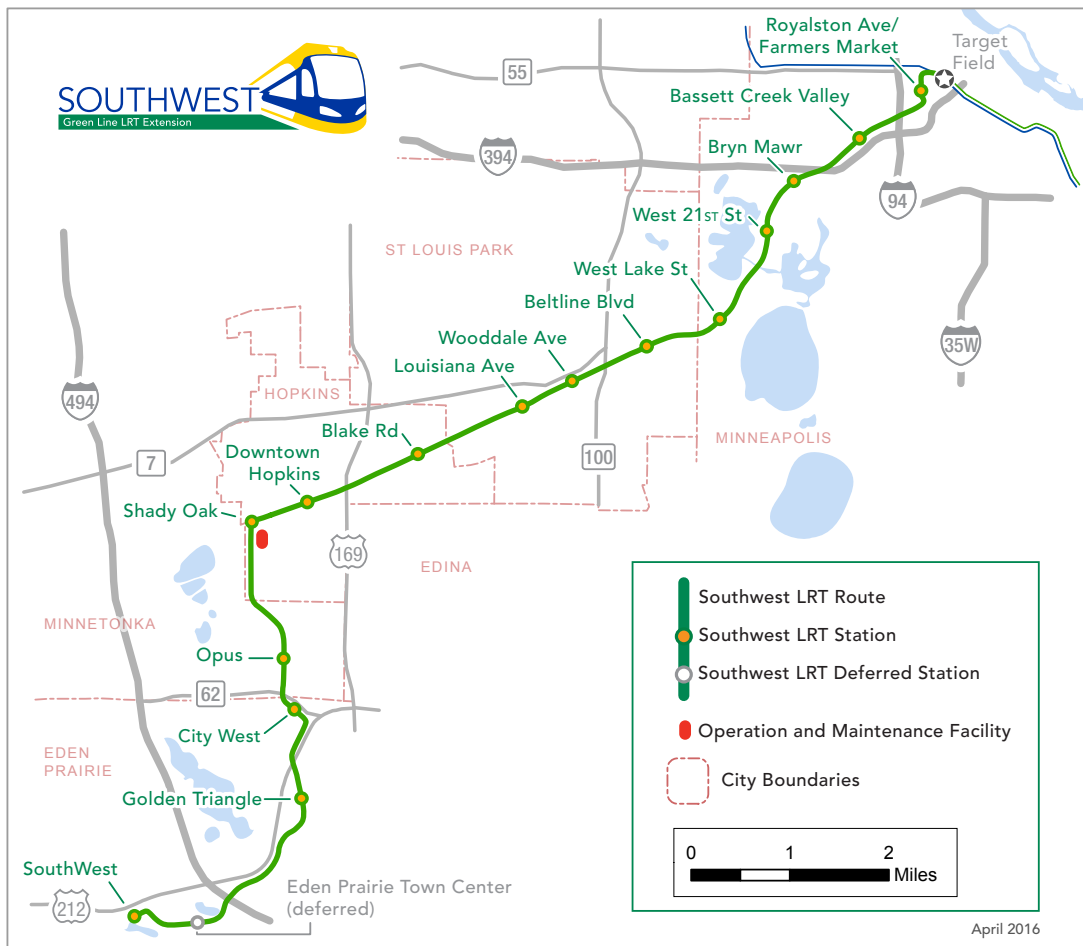 SOUTHWEST
Green Line LRT Extension
Royalston Ave/
Farmers Market
Target
Field
55
Bassett Creek Valley
394
Bryn Mawr
94
West 21ST St
ST LOUIS PARK
West Lake St
Beltline Blvd
Wooddale Ave
35W
Louisiana Ave
494
HOPKINS
Blake Rd
MINNEAPOLIS
7
Downtown
Hopkins
100
Shady Oak
169
EDINA
MINNETONKA
Opus
62
City West
EDEN
PRAIRIE
Golden Triangle
SouthWest
212
Eden Prairie Town Center
(deferred)
Southwest LRT Route
Southwest LRT Station
Southwest LRT Deferred Station
Operation and Maintenance Facility
City Boundaries
0 1 2
Miles
April 2016